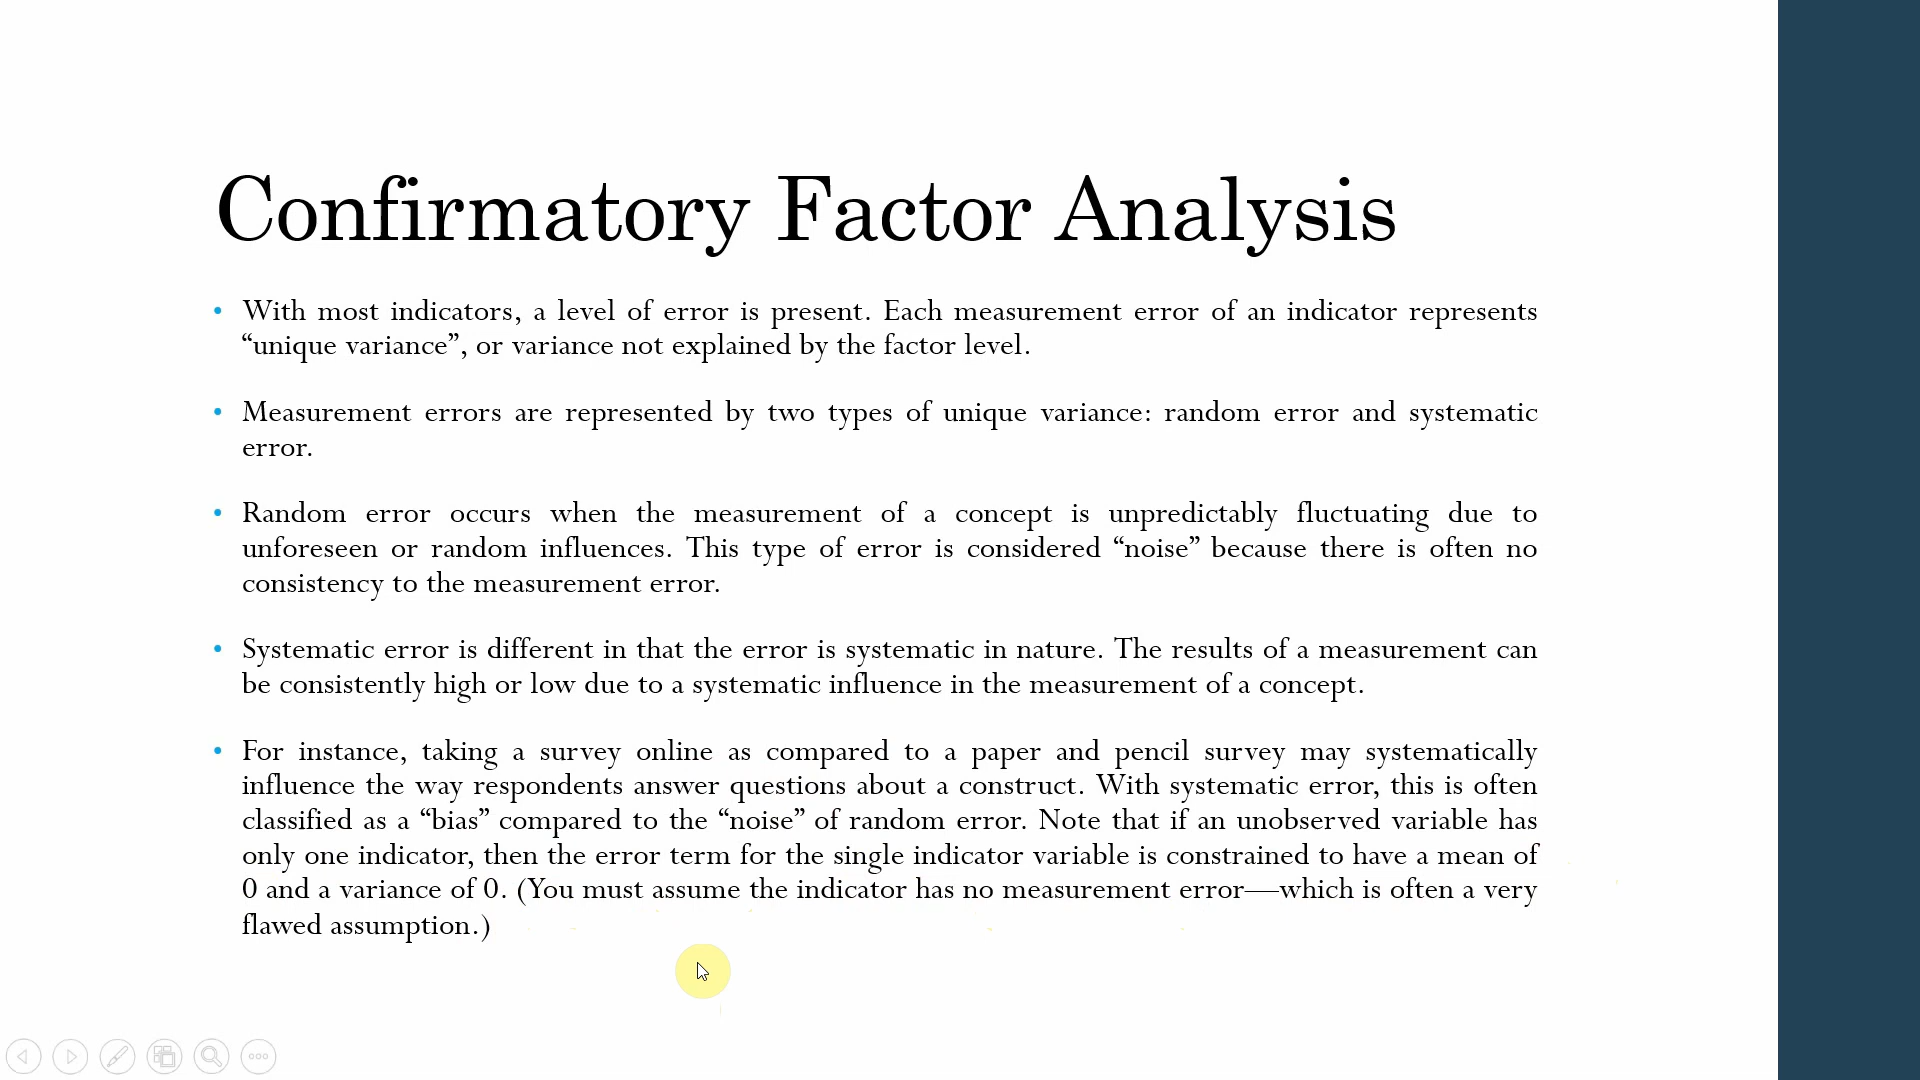 Confirmatory Factor Analysis
• With most indicators, a level of error is present. Each measurement error of an indicator represents
“unique variance”, or variance not explained by the factor level.
• Measurement errors are represented by two types of unique variance: random error and systematic
error.
• Random error occurs when the measurement of a concept is unpredictably fluctuating due to
unforeseen or random influences. This type of error is considered “noise” because there is often no
consistency to the measurement error.
• Systematic error is different in that the error is systematic in nature. The results of a measurement can
be consistently high or low due to a systematic influence in the measurement of a concept.
• For instance, taking a survey online as compared to a paper and pencil survey may systematically
influence the way respondents answer questions about a construct. With systematic error, this is often
classified as a “bias” compared to the “noise” of random error. Note that if an unobserved variable has
only one indicator, then the error term for the single indicator variable is constrained to have a mean of
0 and a variance of 0. (You must assume the indicator has no measurement error—which is often a very
flawed assumption.)